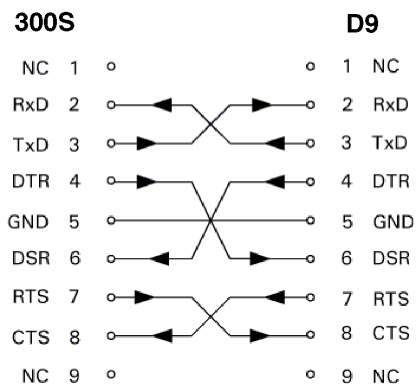 300S D9
NC 1 1 NC
RxD 2 2 RxD
TxD 3 3 TxD
DTR 4 4 DTR
GND 5 5 GND
DSR 6 6 DSR
RTS 7 7 RTS
CTS 8 8 CTS
NC 9 9 NC